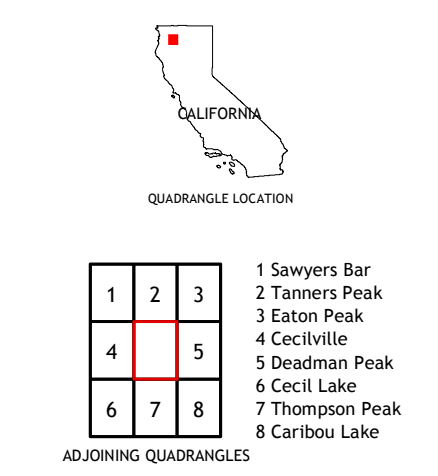 CALIFORNIA
QUADRANGLE LOCATION
1 2 3
4 5
6 7 8
1 Sawyers Bar
2 Tanners Peak
3 Eaton Peak
4 Cecilville
5 Deadman Peak
6 Cecil Lake
7 Thompson Peak
8 Caribou Lake
ADJOINING QUADRANGLES